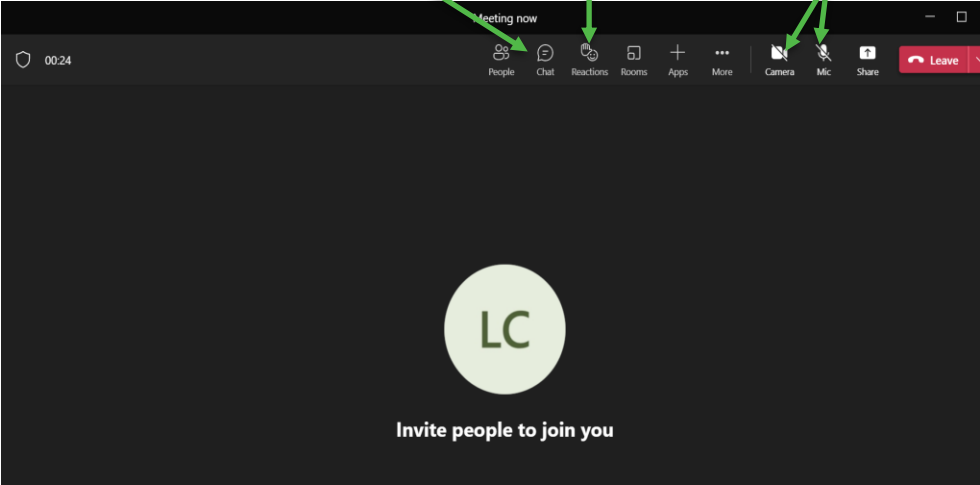 Meeting now
00:24
People Chat Reactions Rooms Apps More Camera Mic Share Leave
LC
Invite people to join you